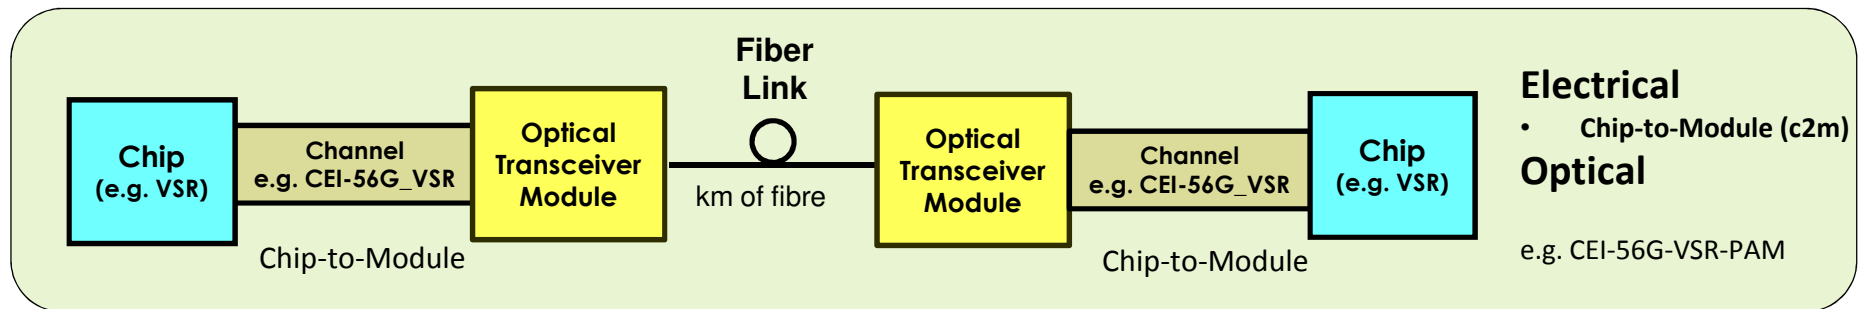 Chip
(e.g. VSR)
Channel
e.g. CEI-56G_VSR
Chip-to-Module
Optical
Transceiver
Module
Fiber
Link
km of fibre
Optical
Transceiver
Module
Channel
e.g. CEI-56G_VSR
Chip-to-Module
Chip
(e.g. VSR)
Electrical
• Chip-to-Module (c2m)
Optical
e.g. CEI-56G-VSR-PAM